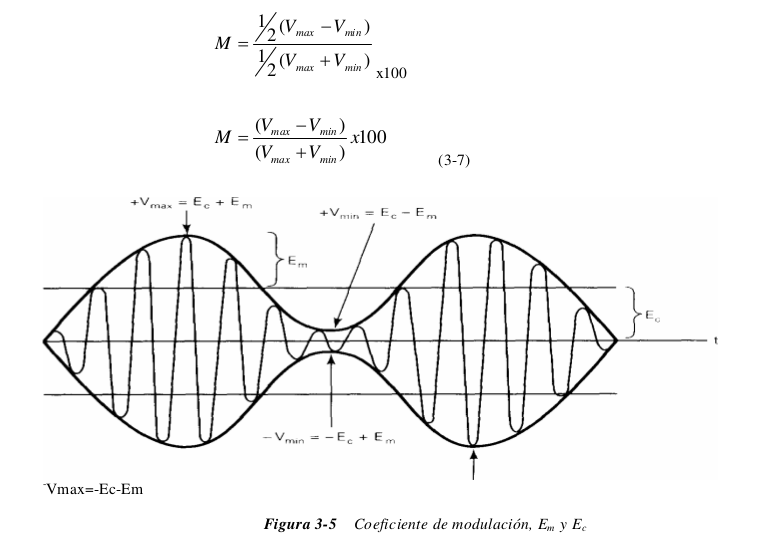 M = ½(Vmax − Vmin) / ½(Vmax + Vmin) x100
M = (Vmax − Vmin) / (Vmax + Vmin) x100 (3-7)
+Vmax = Ec + Em
+Vmin = Ec − Em
Em
Ec
t
−Vmin = −Ec + Em
-Vmax=-Ec-Em
Figura 3-5 Coeficiente de modulación, Em y Ec